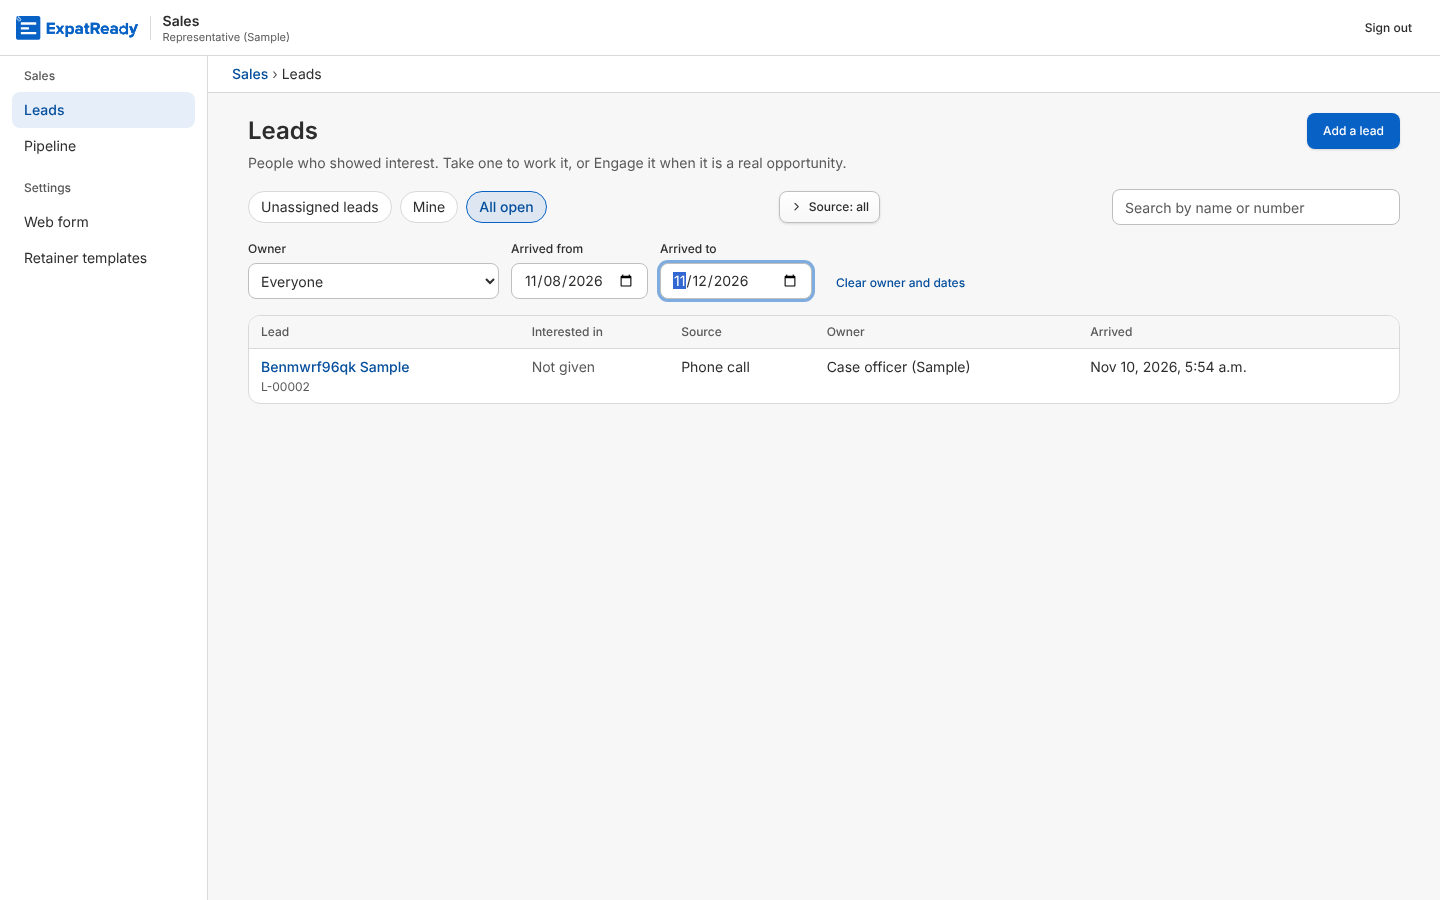 ExpatReady
Sales
Representative (Sample)
Sign out
Sales
Leads
Pipeline
Settings
Web form
Retainer templates
Sales › Leads
Leads
Add a lead
People who showed interest. Take one to work it, or Engage it when it is a real opportunity.
Unassigned leads Mine All open Source: all Search by name or number
Owner Arrived from Arrived to
Everyone 11/08/2026 11/12/2026 Clear owner and dates
Lead Interested in Source Owner Arrived
Benmwrf96qk Sample Not given Phone call Case officer (Sample) Nov 10, 2026, 5:54 a.m.
L-00002